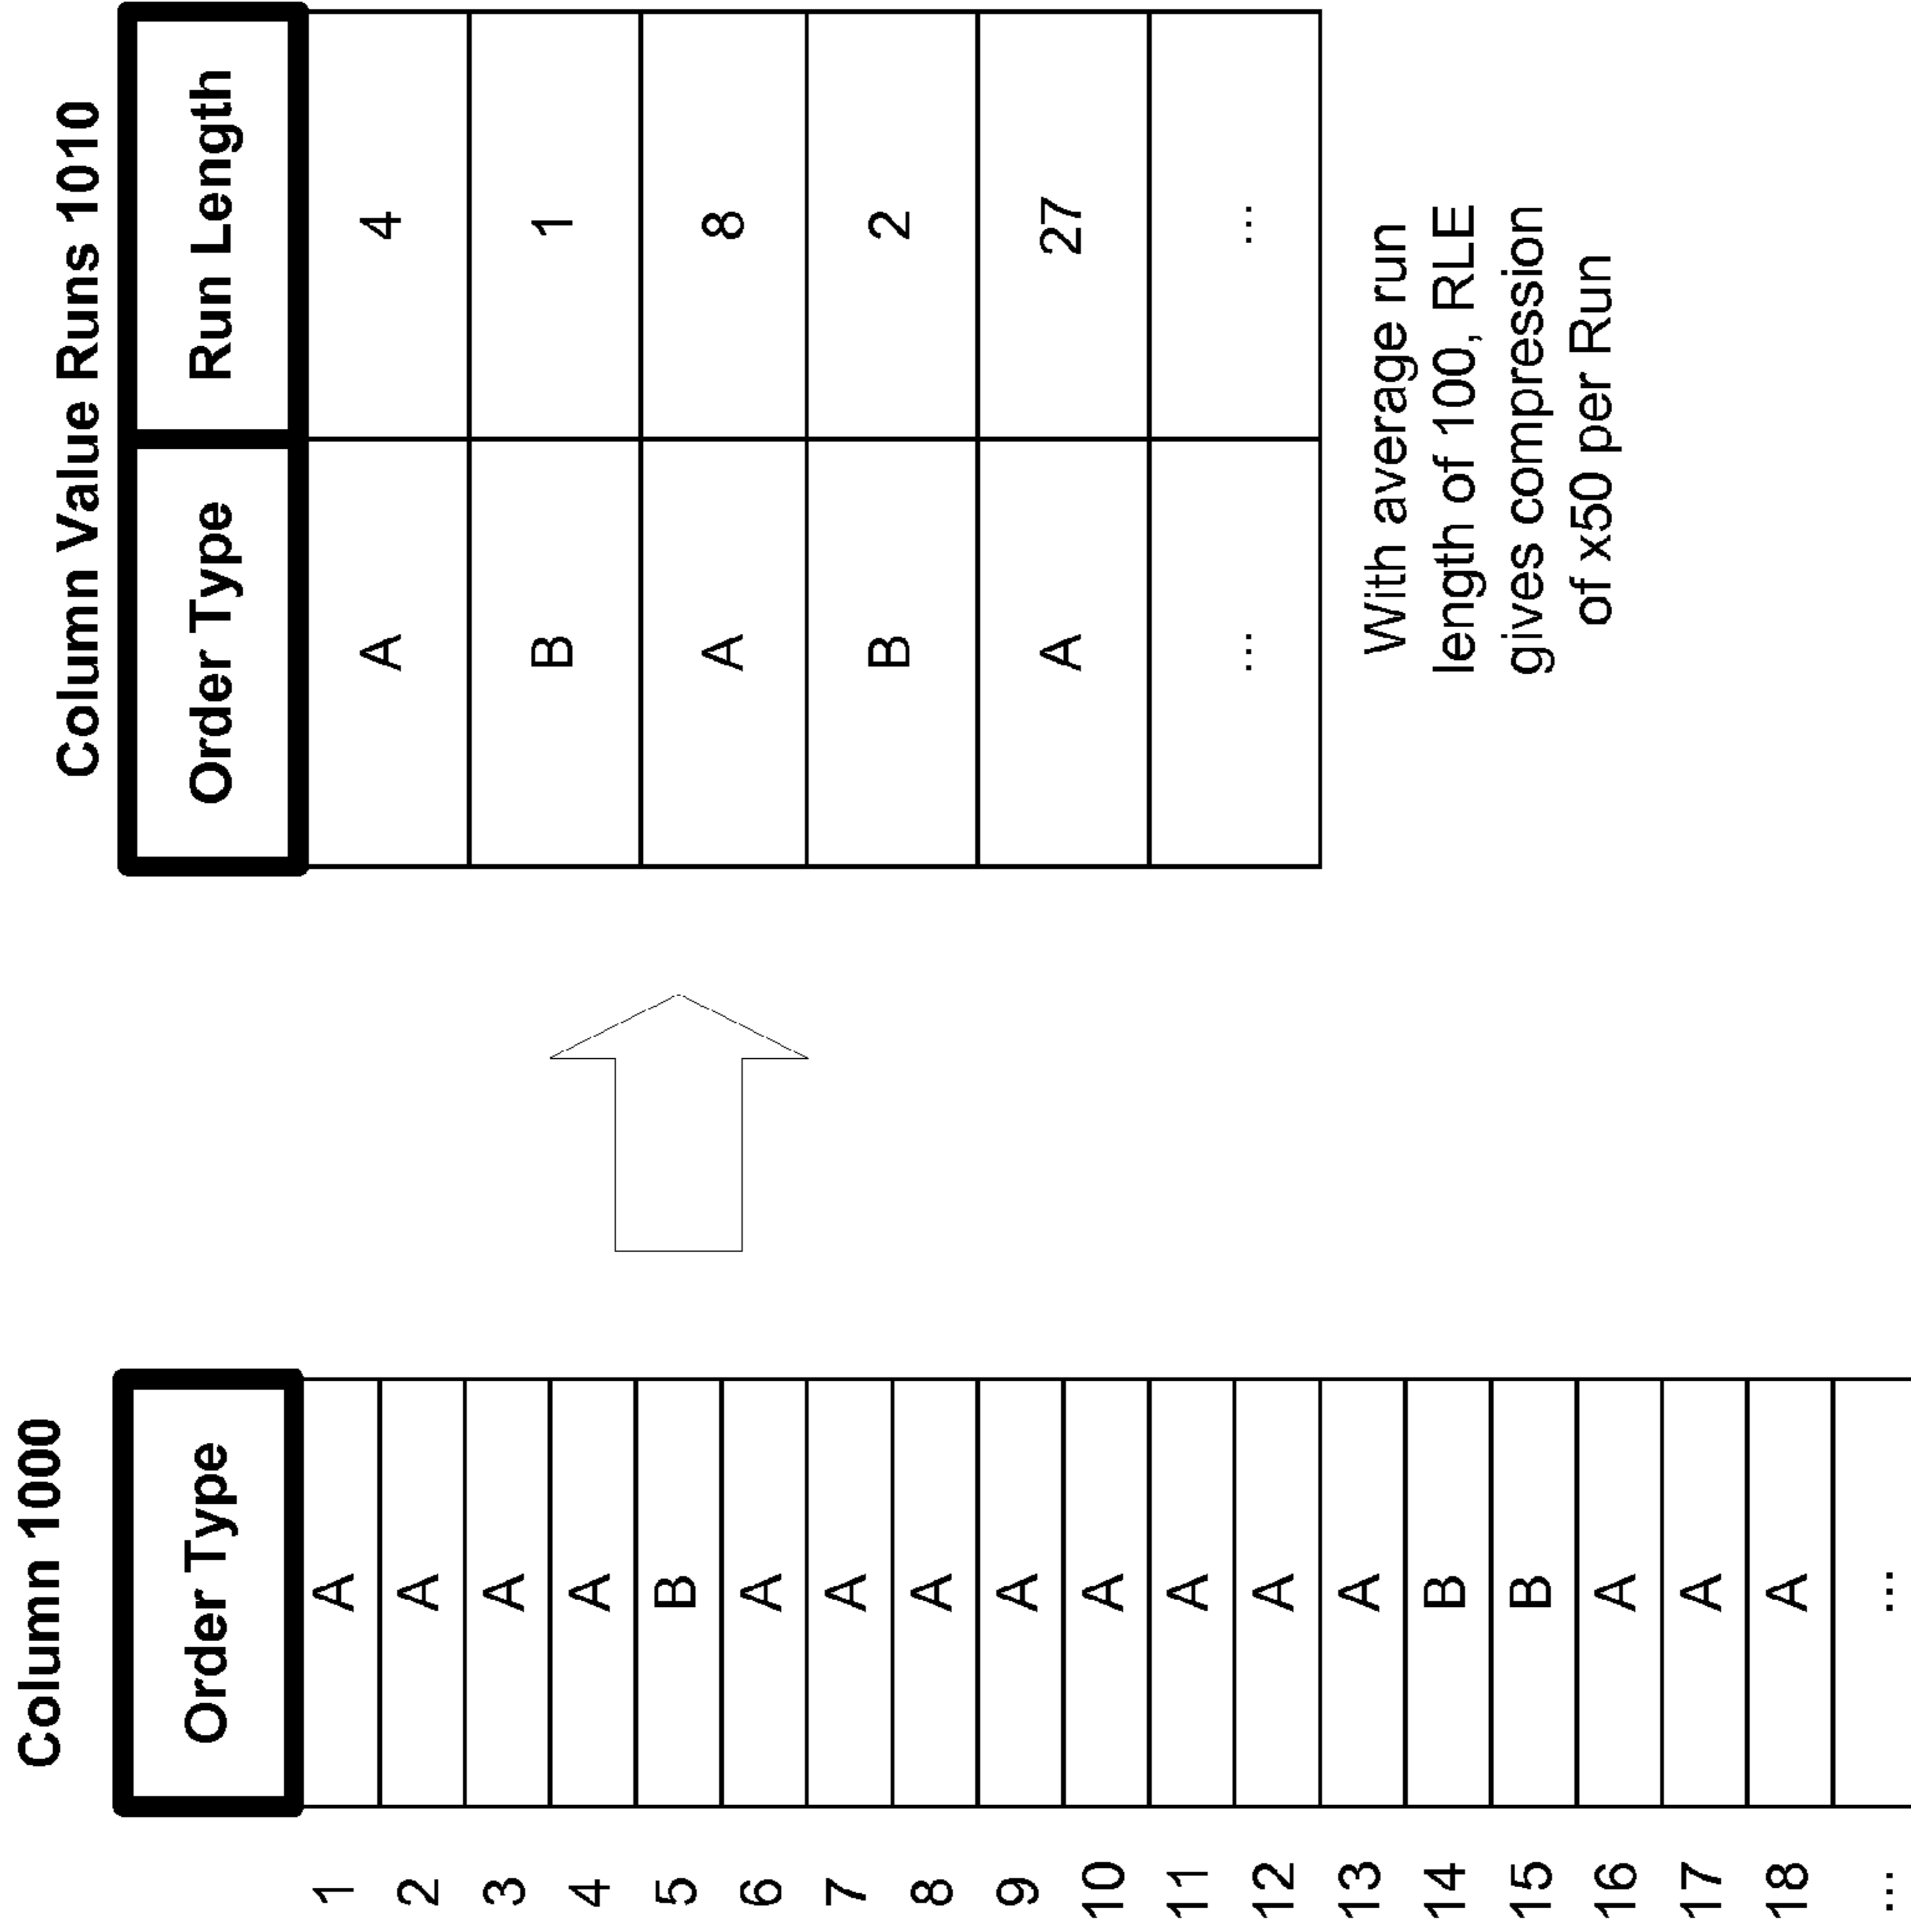 Column 1000
Order Type
1 A
2 A
3 A
4 A
5 B
6 A
7 A
8 A
9 A
10 A
11 A
12 A
13 A
14 B
15 B
16 A
17 A
18 A
... ...
Column Value Runs 1010
Order Type Run Length
A 4
B 1
A 8
B 2
A 27
... ...
With average run
length of 100, RLE
gives compression
of x50 per Run